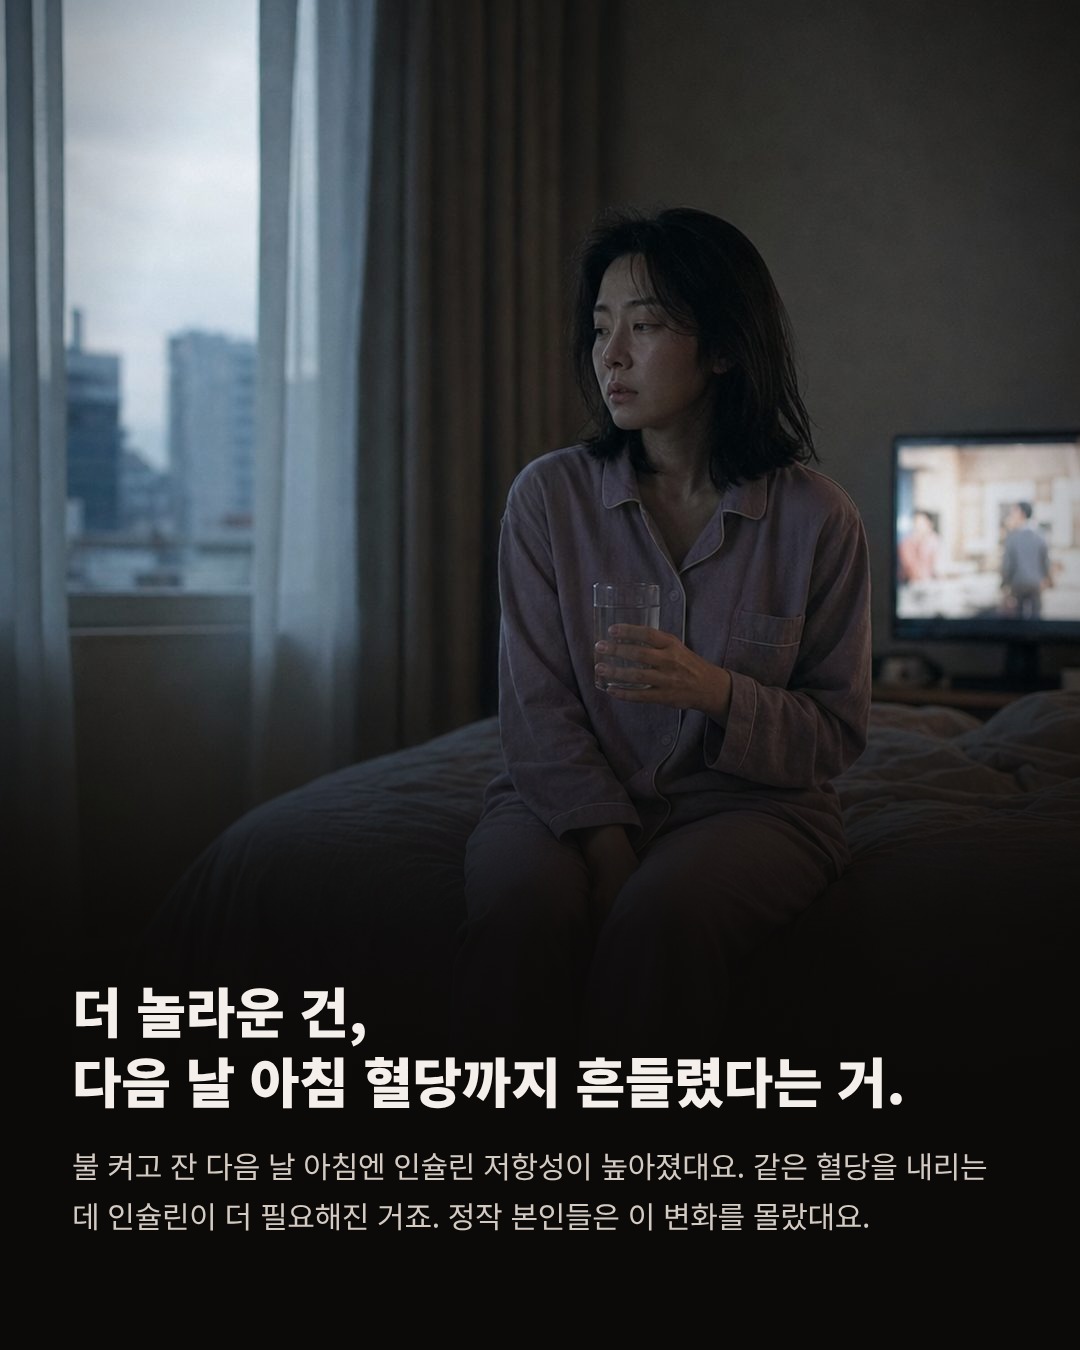 더 놀라운 건,
다음 날 아침 혈당까지 흔들렸다는 거.
불 켜고 잔 다음 날 아침엔 인슐린 저항성이 높아졌대요. 같은 혈당을 내리는
데 인슐린이 더 필요해진 거죠. 정작 본인들은 이 변화를 몰랐대요.